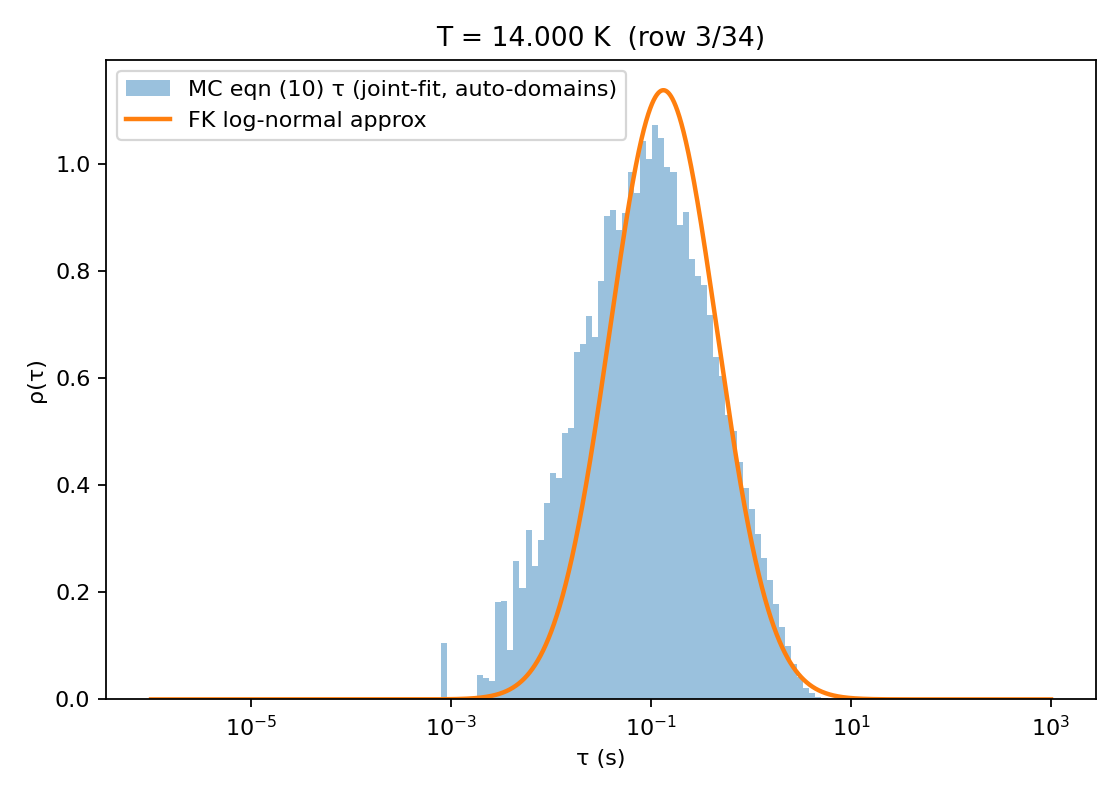 T = 14.000 K  (row 3/34)
MC eqn (10) τ (joint-fit, auto-domains)
FK log-normal approx
1.0
0.8
0.6
0.4
0.2
0.0
ρ(τ)
10⁻⁵ 10⁻³ 10⁻¹ 10¹ 10³
τ (s)